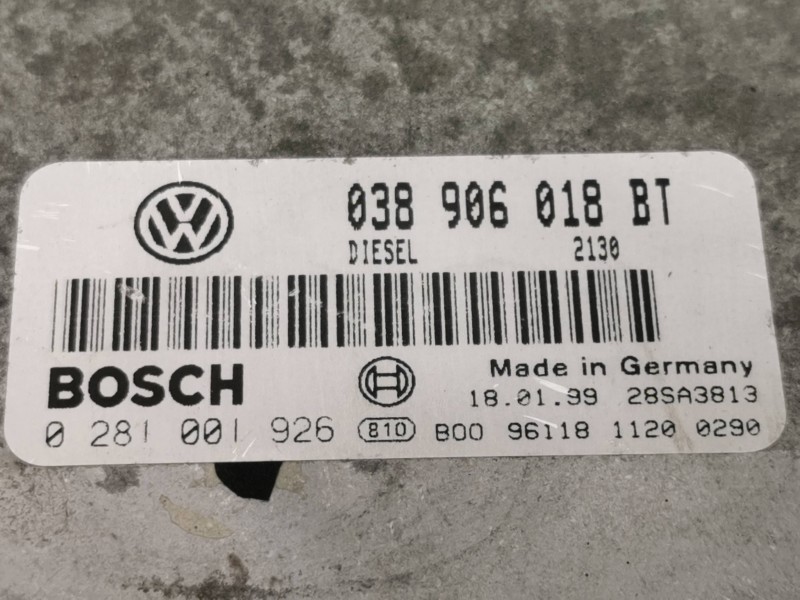 038 906 018 BT
DIESEL 2130
BOSCH
Made in Germany
18.01.99 28SA3813
0 281 001 926 810 B00 96118 1120 0290